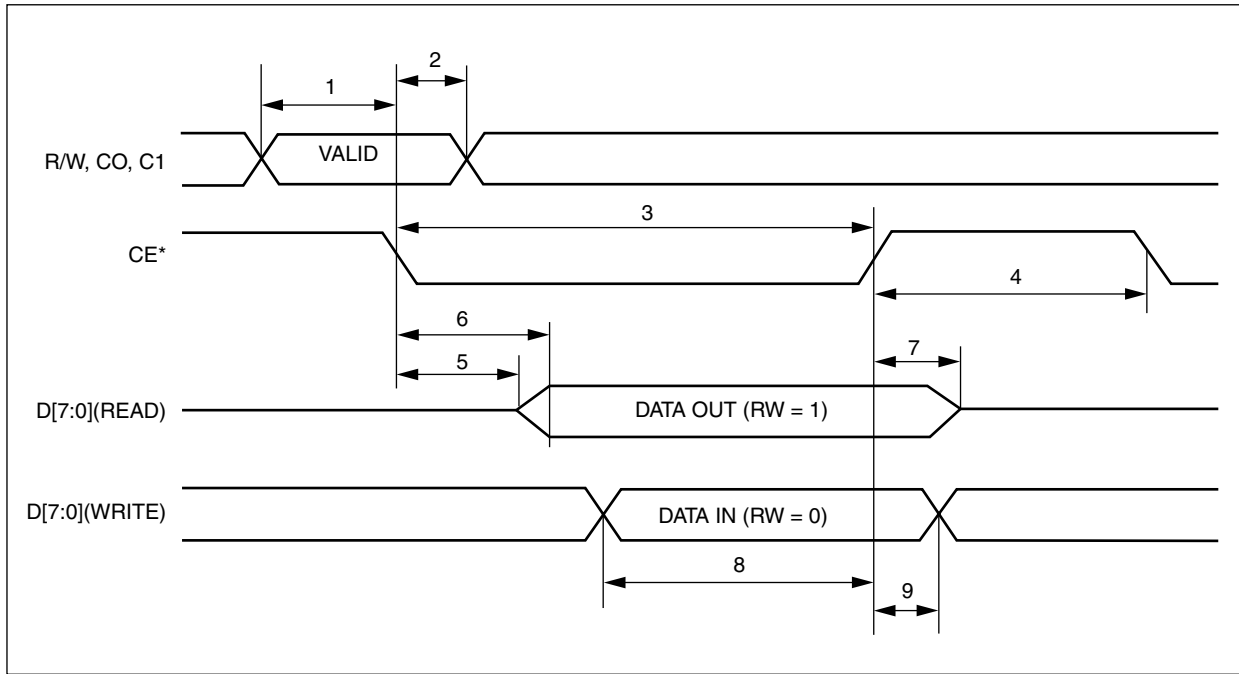 2
1
R/W, CO, C1
VALID
3
CE*
4
6
5
7
D[7:0](READ)
DATA OUT (RW = 1)
D[7:0](WRITE)
DATA IN (RW = 0)
8
9